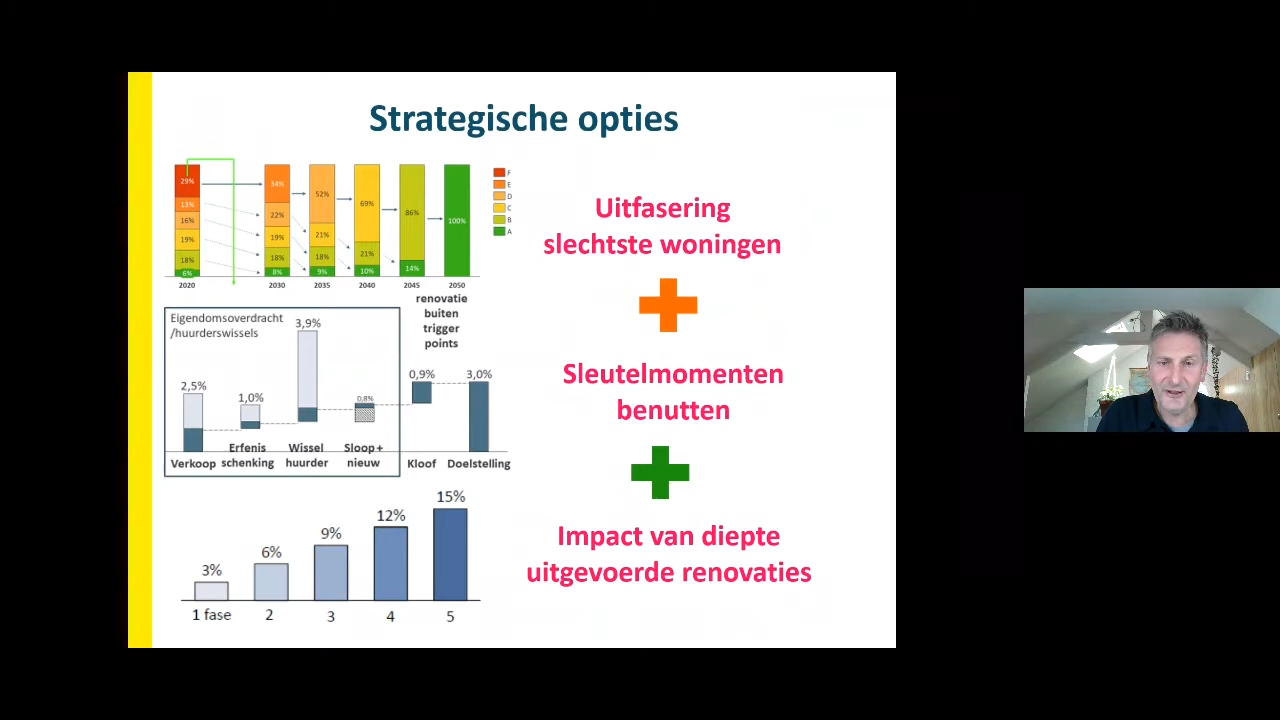 Strategische opties
29%
13%
16%
19%
18%
6%
2020
34%
22%
19%
18%
8%
2030
52%
21%
18%
9%
2035
69%
21%
10%
2040
86%
14%
2045
100%
2050
F
E
D
C
B
A
Uitfasering
slechtste woningen
Eigendomsoverdracht
/huurderswissels
renovatie
buiten
trigger
points
2,5%
1,0%
3,9%
0,8%
0,9%
3,0%
Verkoop
Erfenis
schenking
Wissel
huurder
Sloop +
nieuw
Kloof
Doelstelling
Sleutelmomenten
benutten
3%
6%
9%
12%
15%
1 fase
2
3
4
5
Impact van diepte
uitgevoerde renovaties